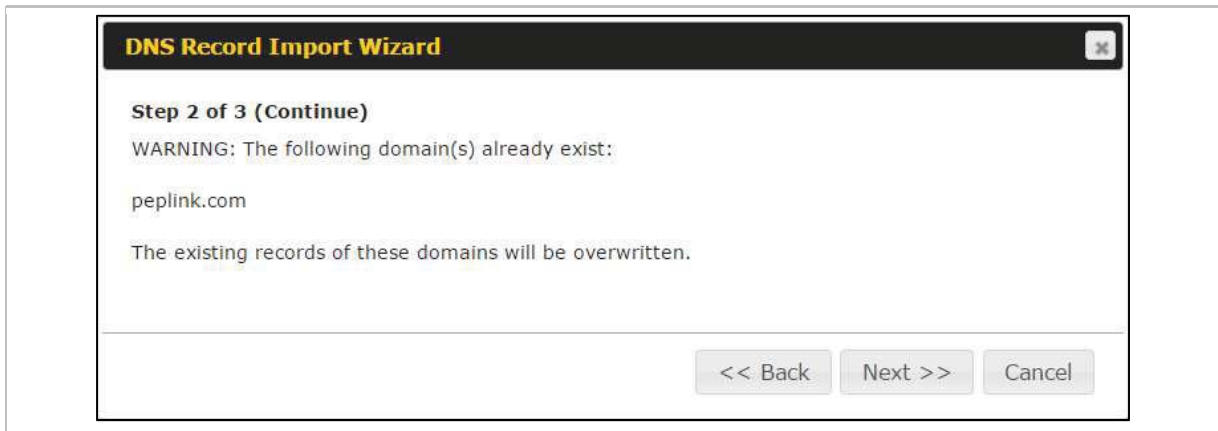 DNS Record Import Wizard
Step 2 of 3 (Continue)
WARNING: The following domain(s) already exist:
peplink.com
The existing records of these domains will be overwritten.
<< Back
Next >>
Cancel